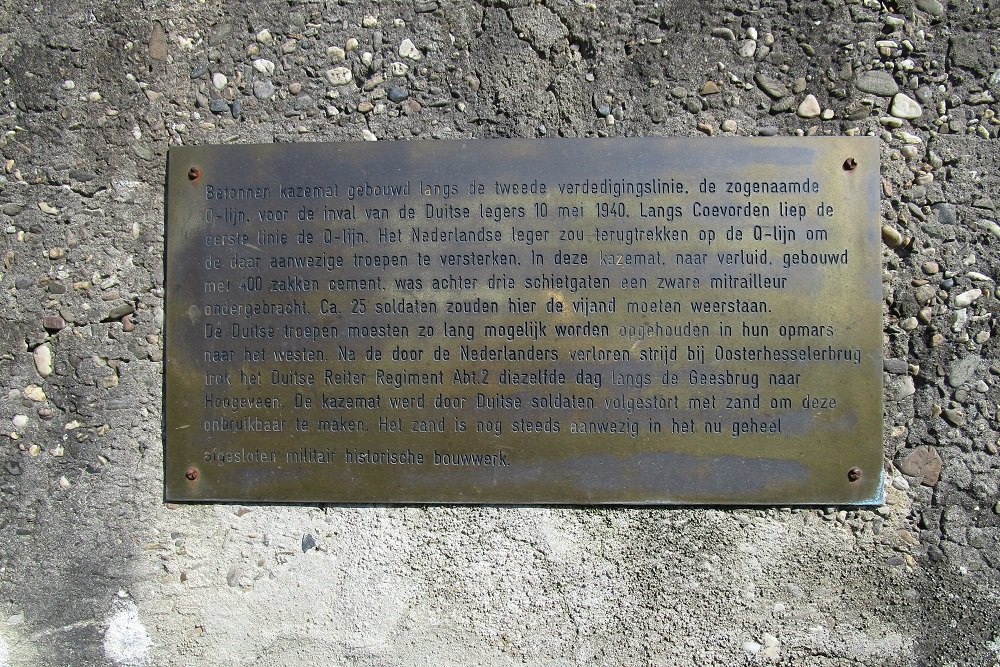 Betonnen kazemat gebouwd langs de tweede verdedigingslinie, de zogenaamde
Q-lijn, voor de inval van de Duitse legers 10 mei 1940. Langs Coevorden liep de
eerste linie de O-lijn. Het Nederlandse leger zou terugtrekken op de Q-lijn om
de daar aanwezige troepen te versterken. In deze kazemat, naar verluid, gebouwd
met 400 zakken cement, was achter drie schietgaten een zware mitrailleur
ondergebracht. Ca. 25 soldaten zouden hier de vijand moeten weerstaan.
De Duitse troepen moesten zo lang mogelijk worden opgehouden in hun opmars
naar het westen. Na de door de Nederlanders verloren strijd bij Oosterhesselerbrug
trok het Duitse Reiter Regiment Abt.2 diezelfde dag langs de Geesbrug naar
Hoogeveen. De kazemat werd door Duitse soldaten volgestort met zand om deze
onbruikbaar te maken. Het zand is nog steeds aanwezig in het nu geheel
afgesloten militair historische bouwwerk.